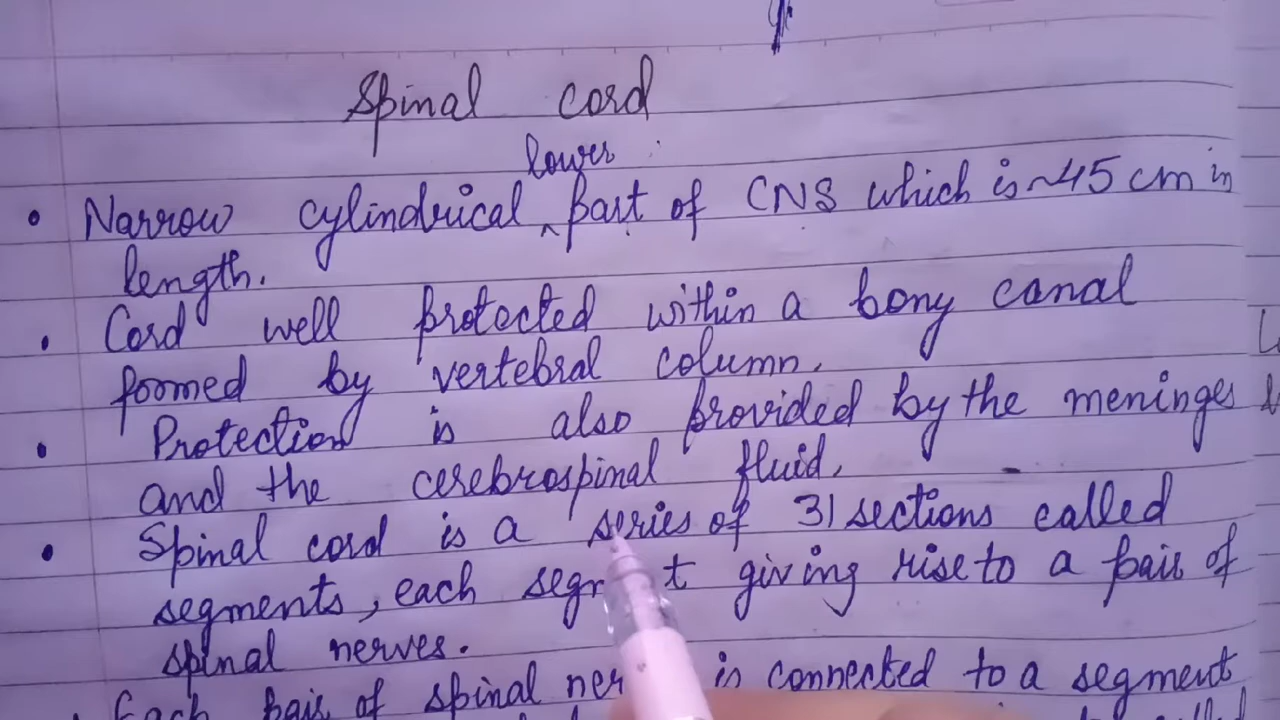 Spinal cord
lower
• Narrow cylindrical ^ part of CNS which is ~45 cm in
length.
• Cord well protected within a bony canal
formed by vertebral column.
• Protection is also provided by the meninges
and the cerebrospinal fluid.
• Spinal cord is a series of 31 sections called
segments, each giving rise to a pair of
spinal nerves.
• Each pair of spinal is connected to a segment